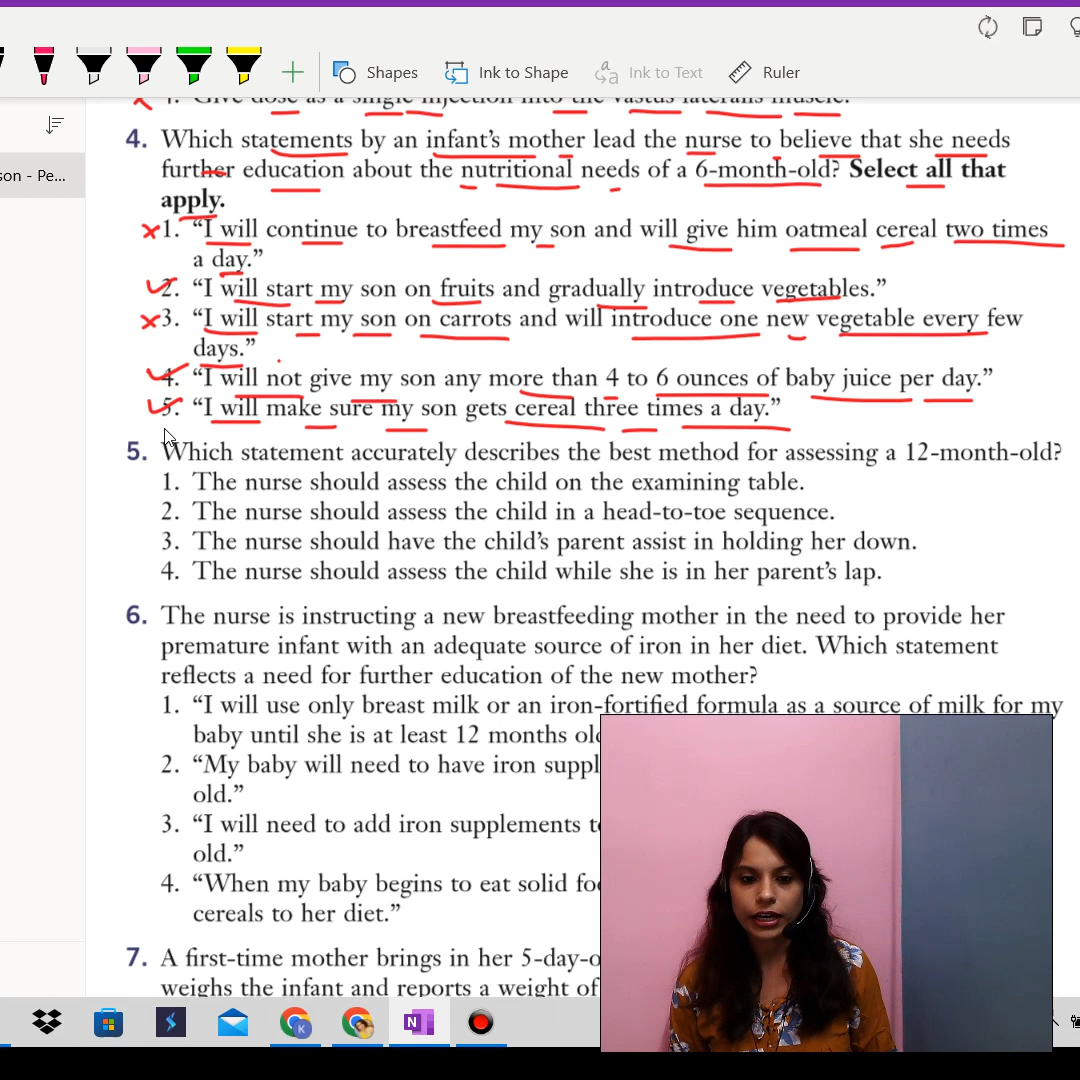 Shapes
Ink to Shape
Ink to Text
Ruler
son - Pe...
1. Give dose as a single injection into the vastus lateralis muscle.
4. Which statements by an infant's mother lead the nurse to believe that she needs
further education about the nutritional needs of a 6-month-old? Select all that
apply.
1. “I will continue to breastfeed my son and will give him oatmeal cereal two times
a day.”
2. “I will start my son on fruits and gradually introduce vegetables.”
3. “I will start my son on carrots and will introduce one new vegetable every few
days.”
4. “I will not give my son any more than 4 to 6 ounces of baby juice per day.”
5. “I will make sure my son gets cereal three times a day.”
5. Which statement accurately describes the best method for assessing a 12-month-old?
1. The nurse should assess the child on the examining table.
2. The nurse should assess the child in a head-to-toe sequence.
3. The nurse should have the child's parent assist in holding her down.
4. The nurse should assess the child while she is in her parent's lap.
6. The nurse is instructing a new breastfeeding mother in the need to provide her
premature infant with an adequate source of iron in her diet. Which statement
reflects a need for further education of the new mother?
1. “I will use only breast milk or an iron-fortified formula as a source of milk for my
baby until she is at least 12 months
2. “My baby will need to have iron
old.”
3. “I will need to add iron supplements
old.”
4. “When my baby begins to eat solid
cereals to her diet.”
7. A first-time mother brings in her
weighs the infant and reports a weight of